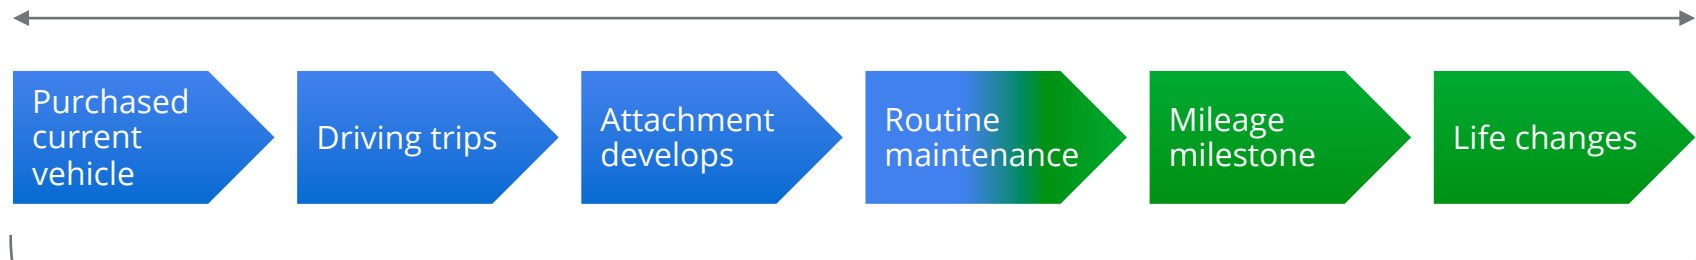 Purchased
current
vehicle
Driving trips
Attachment
develops
Routine
maintenance
Mileage
milestone
Life changes